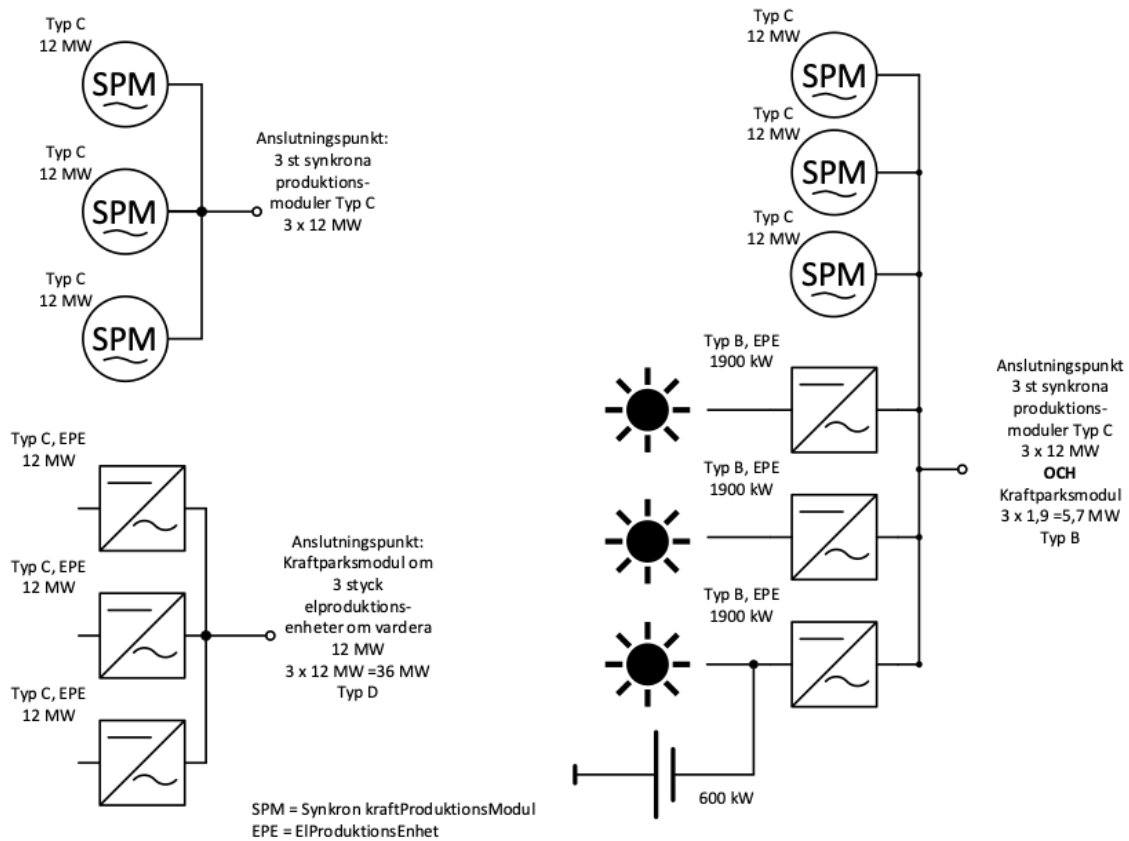 Typ C
12 MW
SPM
Typ C
12 MW
SPM
Typ C
12 MW
SPM
Anslutningspunkt:
3 st synkrona
produktions-
moduler Typ C
3 x 12 MW
Typ C, EPE
12 MW
Typ C, EPE
12 MW
Typ C, EPE
12 MW
Anslutningspunkt:
Kraftparksmodul om
3 styck
elproduktions-
enheter om vardera
12 MW
3 x 12 MW =36 MW
Typ D
Typ C
12 MW
SPM
Typ C
12 MW
SPM
Typ C
12 MW
SPM
Typ B, EPE
1900 kW
Typ B, EPE
1900 kW
Typ B, EPE
1900 kW
600 kW
Anslutningspunkt
3 st synkrona
produktions-
moduler Typ C
3 x 12 MW
OCH
Kraftparksmodul
3 x 1,9 =5,7 MW
Typ B
SPM = Synkron kraftProduktionsModul
EPE = ElProduktionsEnhet